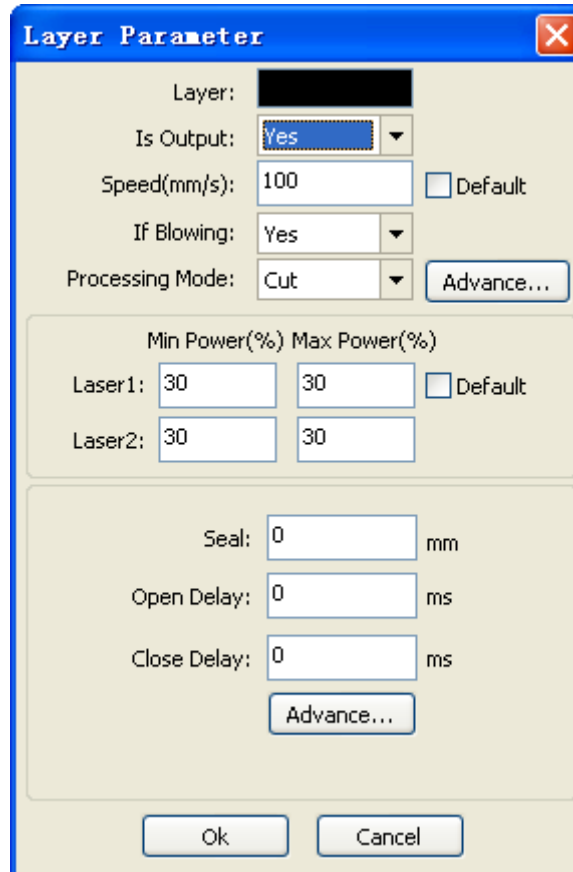 Layer Parameter
Layer:
Is Output: Yes
Speed(mm/s): 100 Default
If Blowing: Yes
Processing Mode: Cut Advance...
Min Power(%) Max Power(%)
Laser1: 30 30 Default
Laser2: 30 30
Seal: 0 mm
Open Delay: 0 ms
Close Delay: 0 ms
Advance...
Ok Cancel